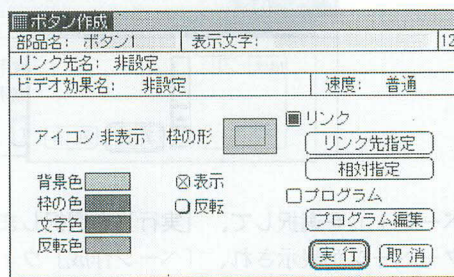 ボタン作成
部品名: ボタン1 表示文字: 12
リンク先名: 非設定
ビデオ効果名: 非設定 速度: 普通
アイコン 非表示 枠の形
リンク
リンク先指定
相対指定
背景色
枠の色
文字色
反転色
表示
反転
プログラム
プログラム編集
実行 取消